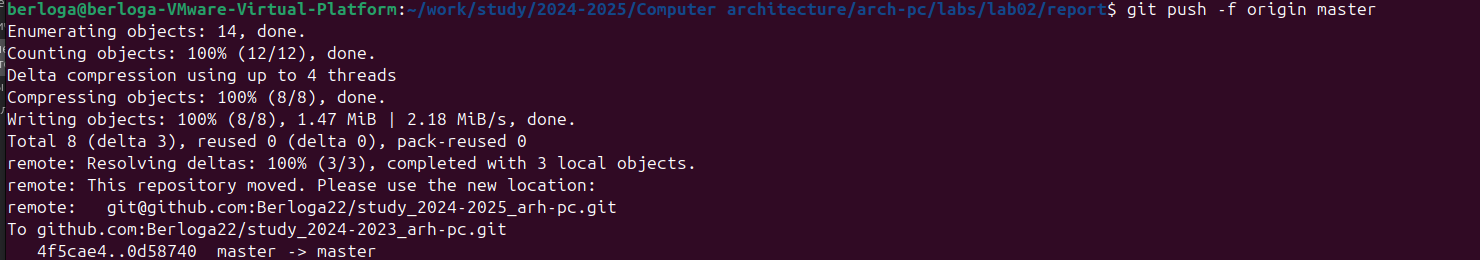 berloga@berloga-VMware-Virtual-Platform:~/work/study/2024-2025/Computer architecture/arch-pc/labs/lab02/report$ git push -f origin master
Enumerating objects: 14, done.
Counting objects: 100% (12/12), done.
Delta compression using up to 4 threads
Compressing objects: 100% (8/8), done.
Writing objects: 100% (8/8), 1.47 MiB | 2.18 MiB/s, done.
Total 8 (delta 3), reused 0 (delta 0), pack-reused 0
remote: Resolving deltas: 100% (3/3), completed with 3 local objects.
remote: This repository moved. Please use the new location:
remote:   git@github.com:Berloga22/study_2024-2025_arh-pc.git
To github.com:Berloga22/study_2024-2023_arh-pc.git
   4f5cae4..0d58740  master -> master